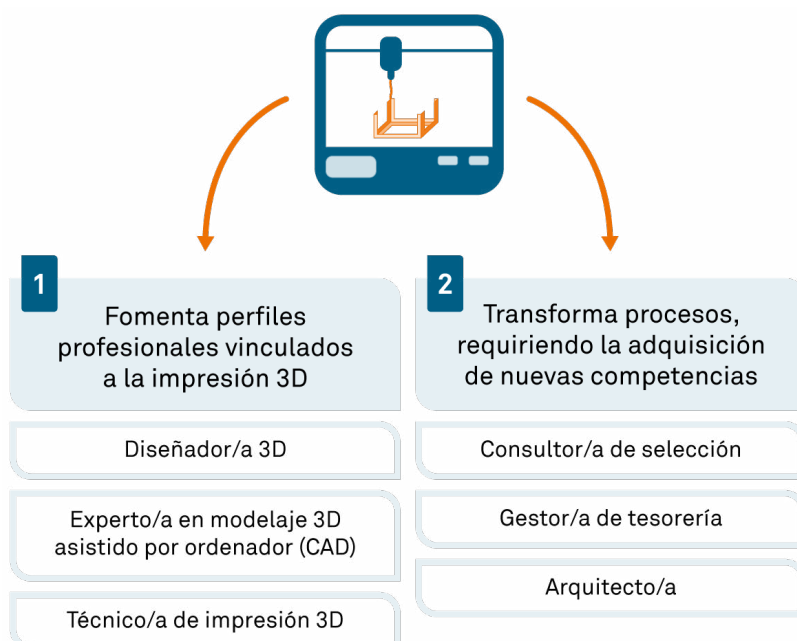 1
Fomenta perfiles
profesionales vinculados
a la impresión 3D
Diseñador/a 3D
Experto/a en modelaje 3D
asistido por ordenador (CAD)
Técnico/a de impresión 3D
2
Transforma procesos,
requiriendo la adquisición
de nuevas competencias
Consultor/a de selección
Gestor/a de tesorería
Arquitecto/a